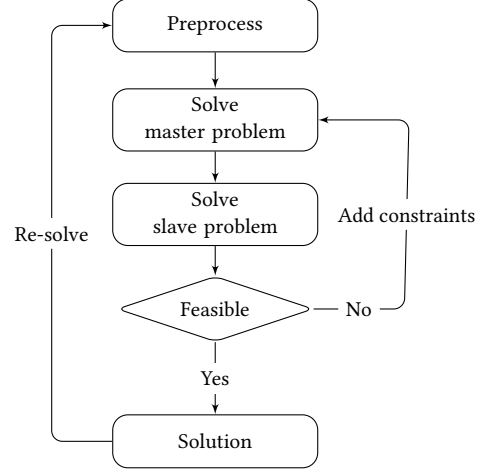 Preprocess
Solve
master problem
Solve
slave problem
Add constraints
Re-solve
Feasible
No
Yes
Solution